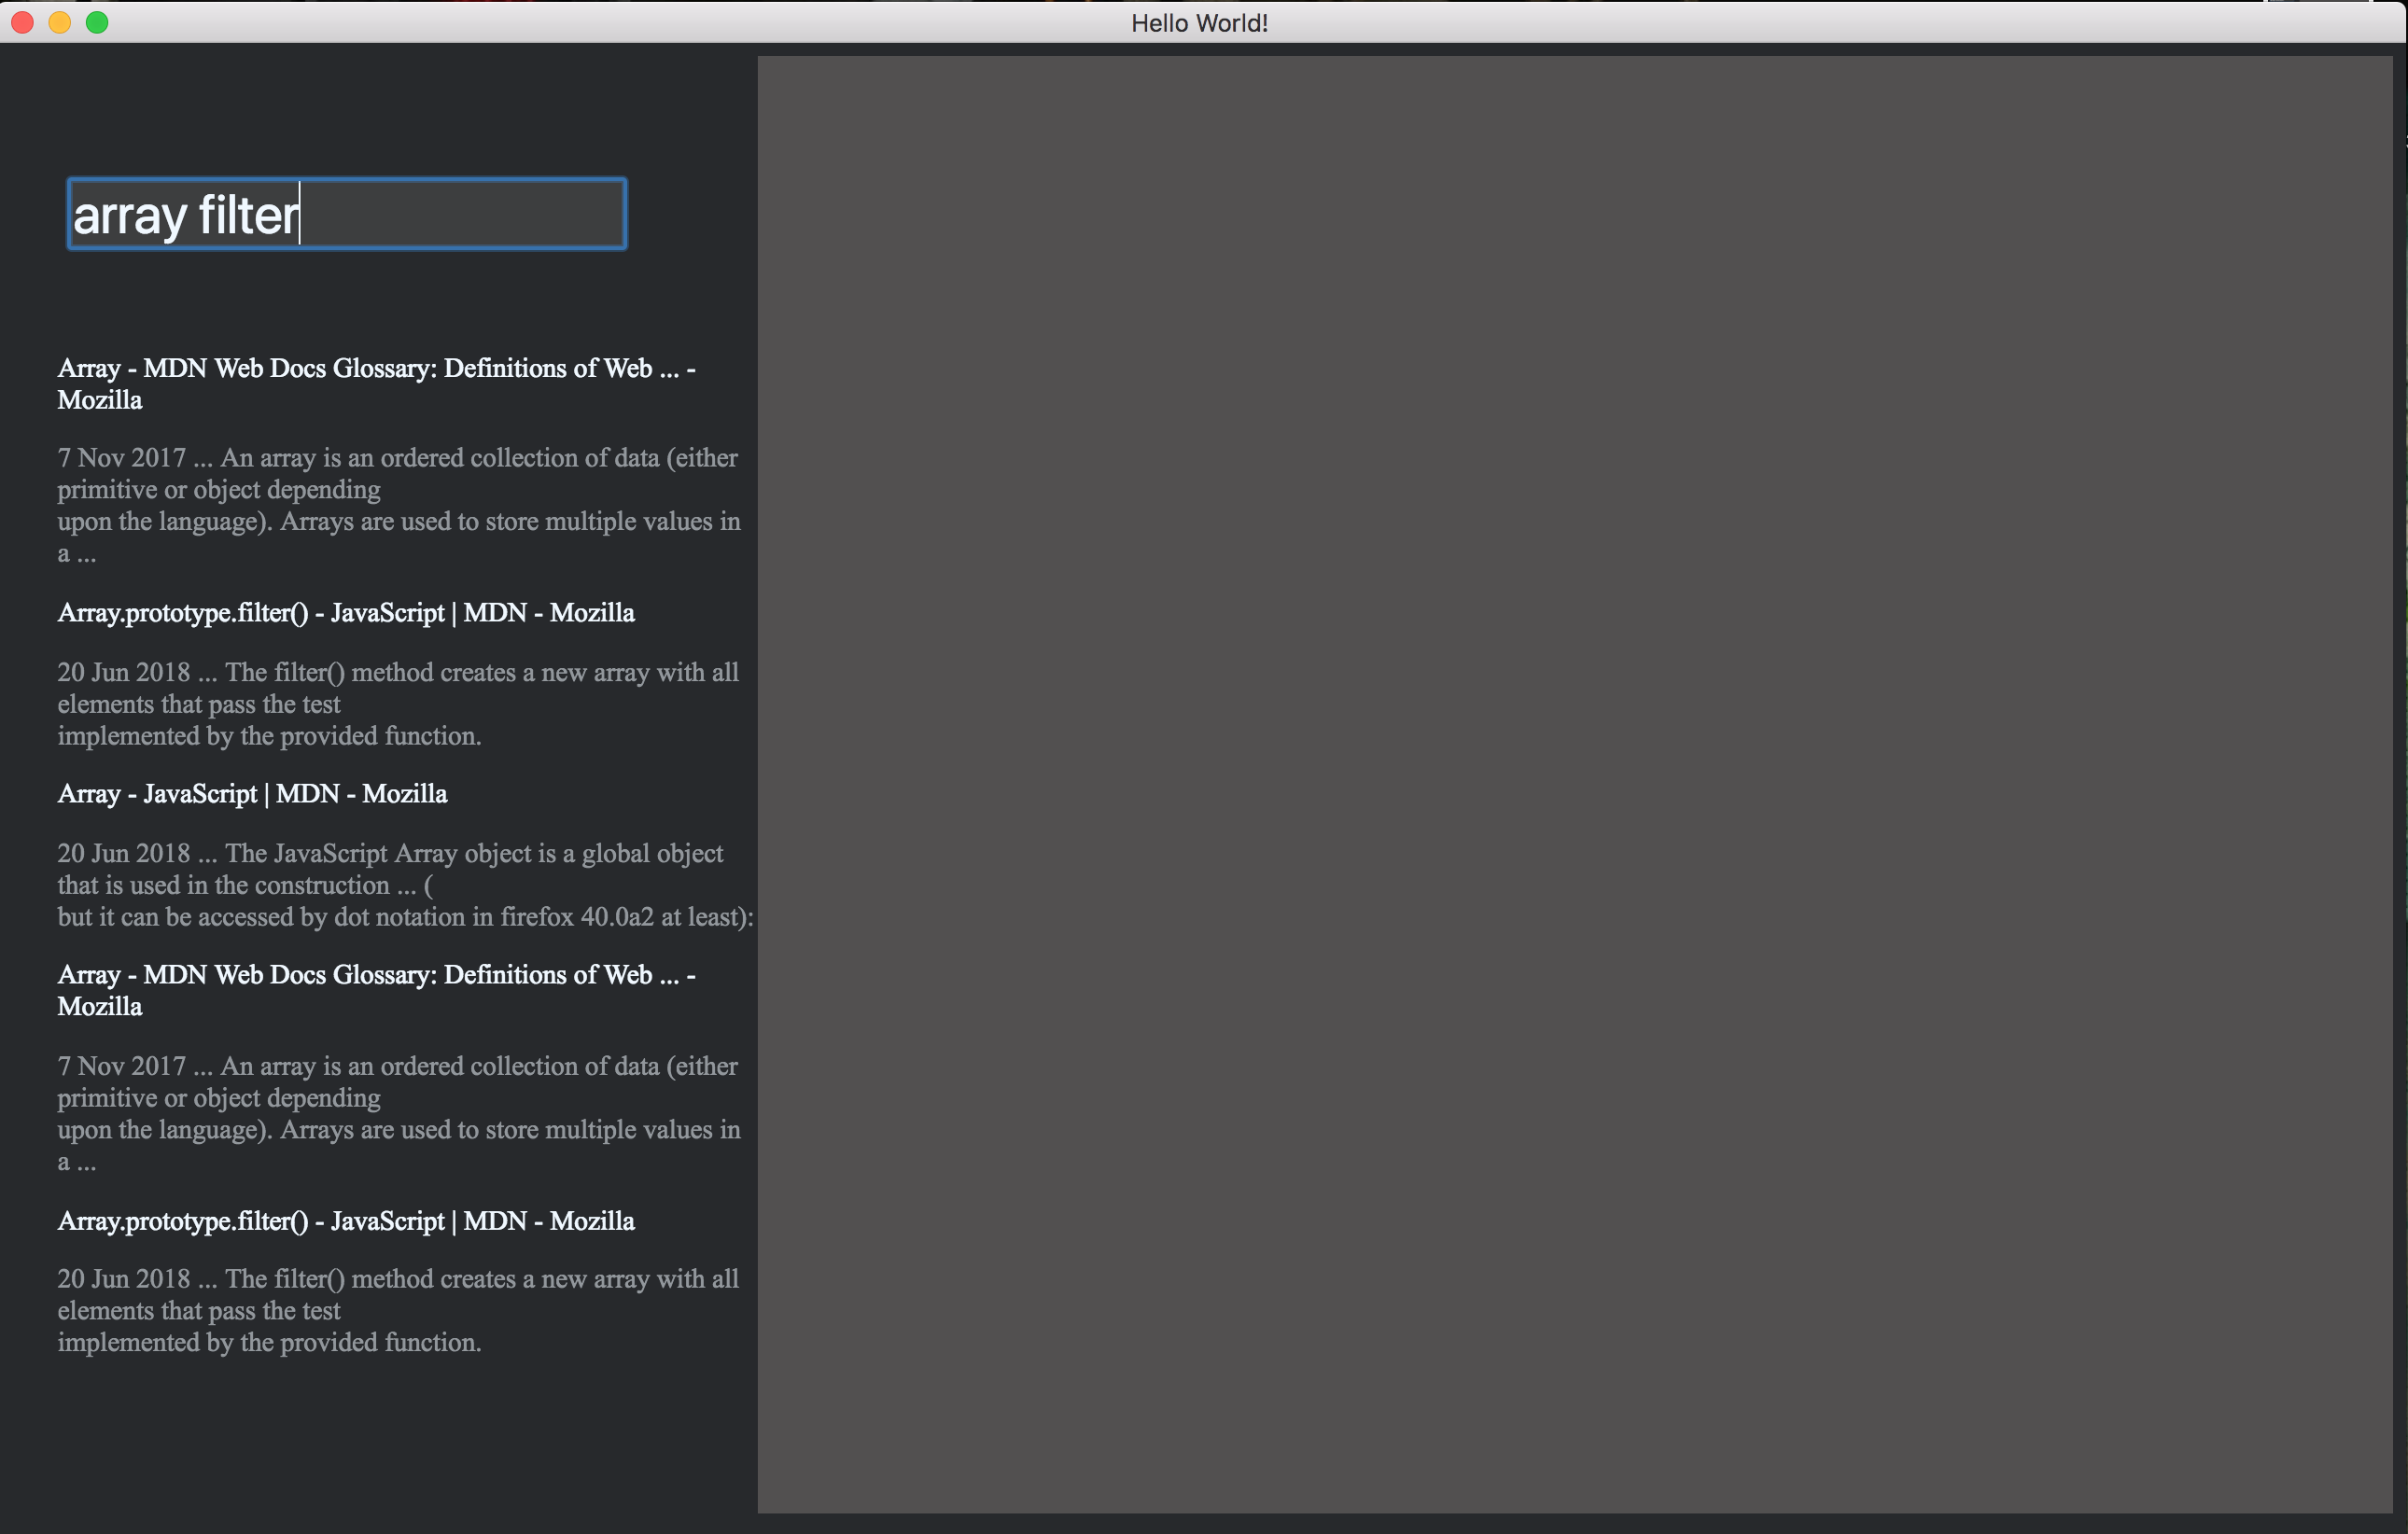 Hello World!
array filter
Array - MDN Web Docs Glossary: Definitions of Web ... -
Mozilla
7 Nov 2017 ... An array is an ordered collection of data (either
primitive or object depending
upon the language). Arrays are used to store multiple values in
a ...
Array.prototype.filter() - JavaScript | MDN - Mozilla
20 Jun 2018 ... The filter() method creates a new array with all
elements that pass the test
implemented by the provided function.
Array - JavaScript | MDN - Mozilla
20 Jun 2018 ... The JavaScript Array object is a global object
that is used in the construction ... (
but it can be accessed by dot notation in firefox 40.0a2 at least):
Array - MDN Web Docs Glossary: Definitions of Web ... -
Mozilla
7 Nov 2017 ... An array is an ordered collection of data (either
primitive or object depending
upon the language). Arrays are used to store multiple values in
a ...
Array.prototype.filter() - JavaScript | MDN - Mozilla
20 Jun 2018 ... The filter() method creates a new array with all
elements that pass the test
implemented by the provided function.